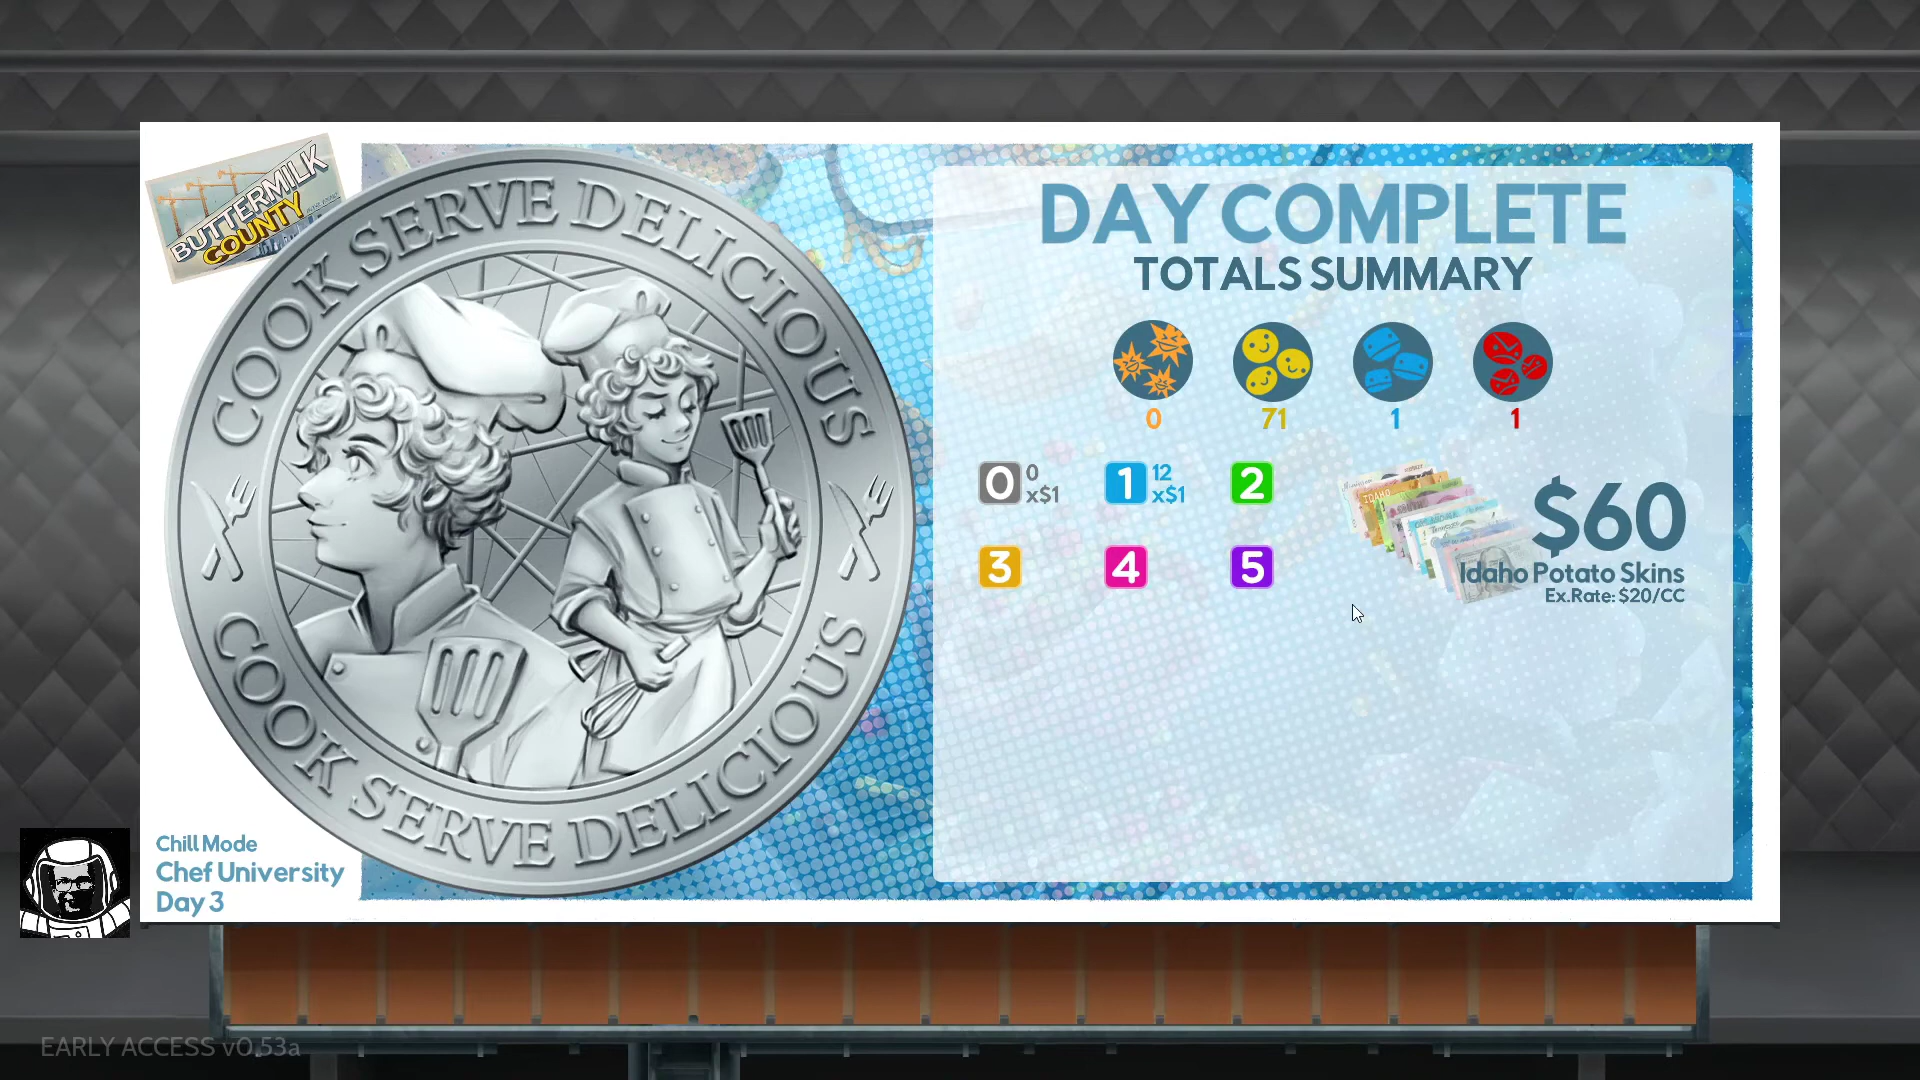 BUTTERMILK
COUNTY
COOK SERVE DELICIOUS
COOK SERVE DELICIOUS
DAY COMPLETE
TOTALS SUMMARY
0 71 1 1
0 0 x$1
1 12 x$1
2
3 4 5
$60
IDAHO
Idaho Potato Skins
Ex.Rate: $20/CC
Chill Mode
Chef University
Day 3
EARLY ACCESS v0.53a